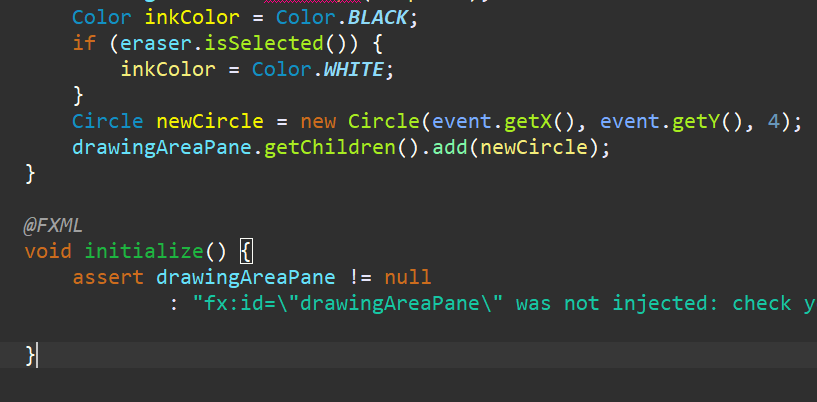 Color inkColor = Color.BLACK;
if (eraser.isSelected()) {
inkColor = Color.WHITE;
}
Circle newCircle = new Circle(event.getX(), event.getY(), 4);
drawingAreaPane.getChildren().add(newCircle);
}
@FXML
void initialize() {
assert drawingAreaPane != null
: "fx:id=\"drawingAreaPane\" was not injected: check y
}